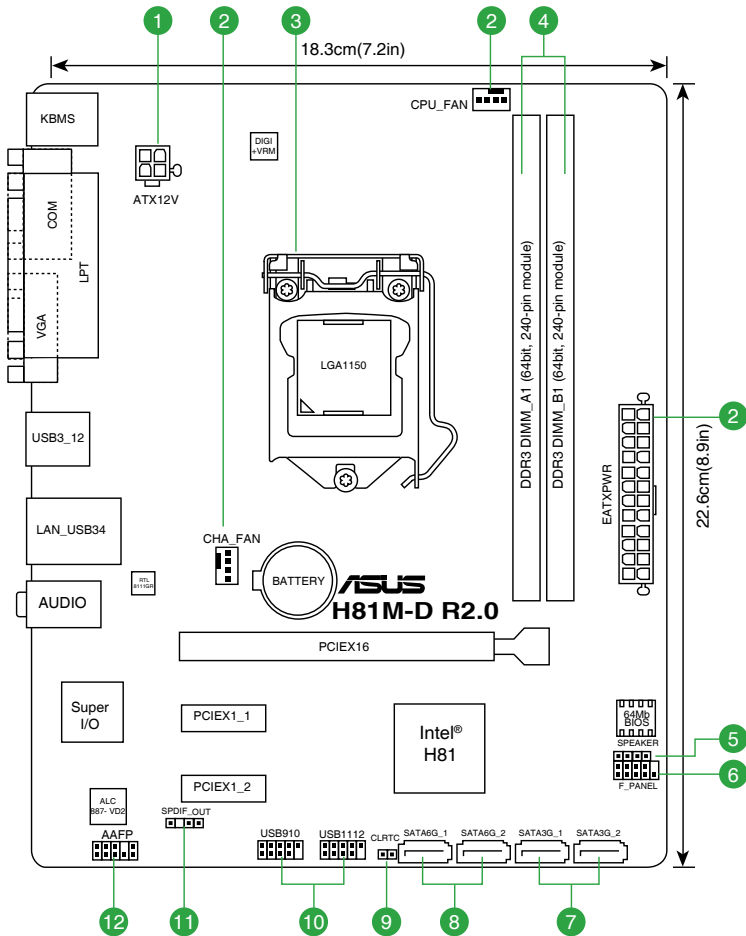 1
2
3
2
4
18.3cm(7.2in)
KBMS
CPU_FAN
DIGI
+VRM
ATX12V
COM
LPT
VGA
LGA1150
DDR3 DIMM_A1 (64bit, 240-pin module)
DDR3 DIMM_B1 (64bit, 240-pin module)
USB3_12
2
EATXPWR
22.6cm(8.9in)
LAN_USB34
CHA_FAN
RTL
8111GR
BATTERY
AUDIO
ASUS
H81M-D R2.0
PCIEX16
Super
I/O
PCIEX1_1
Intel®
H81
64Mb
BIOS
SPEAKER
5
6
F_PANEL
PCIEX1_2
ALC
887- VD2
SPDIF_OUT
AAFP
USB910
USB1112
CLRTC
SATA6G_1
SATA6G_2
SATA3G_1
SATA3G_2
12
11
10
9
8
7